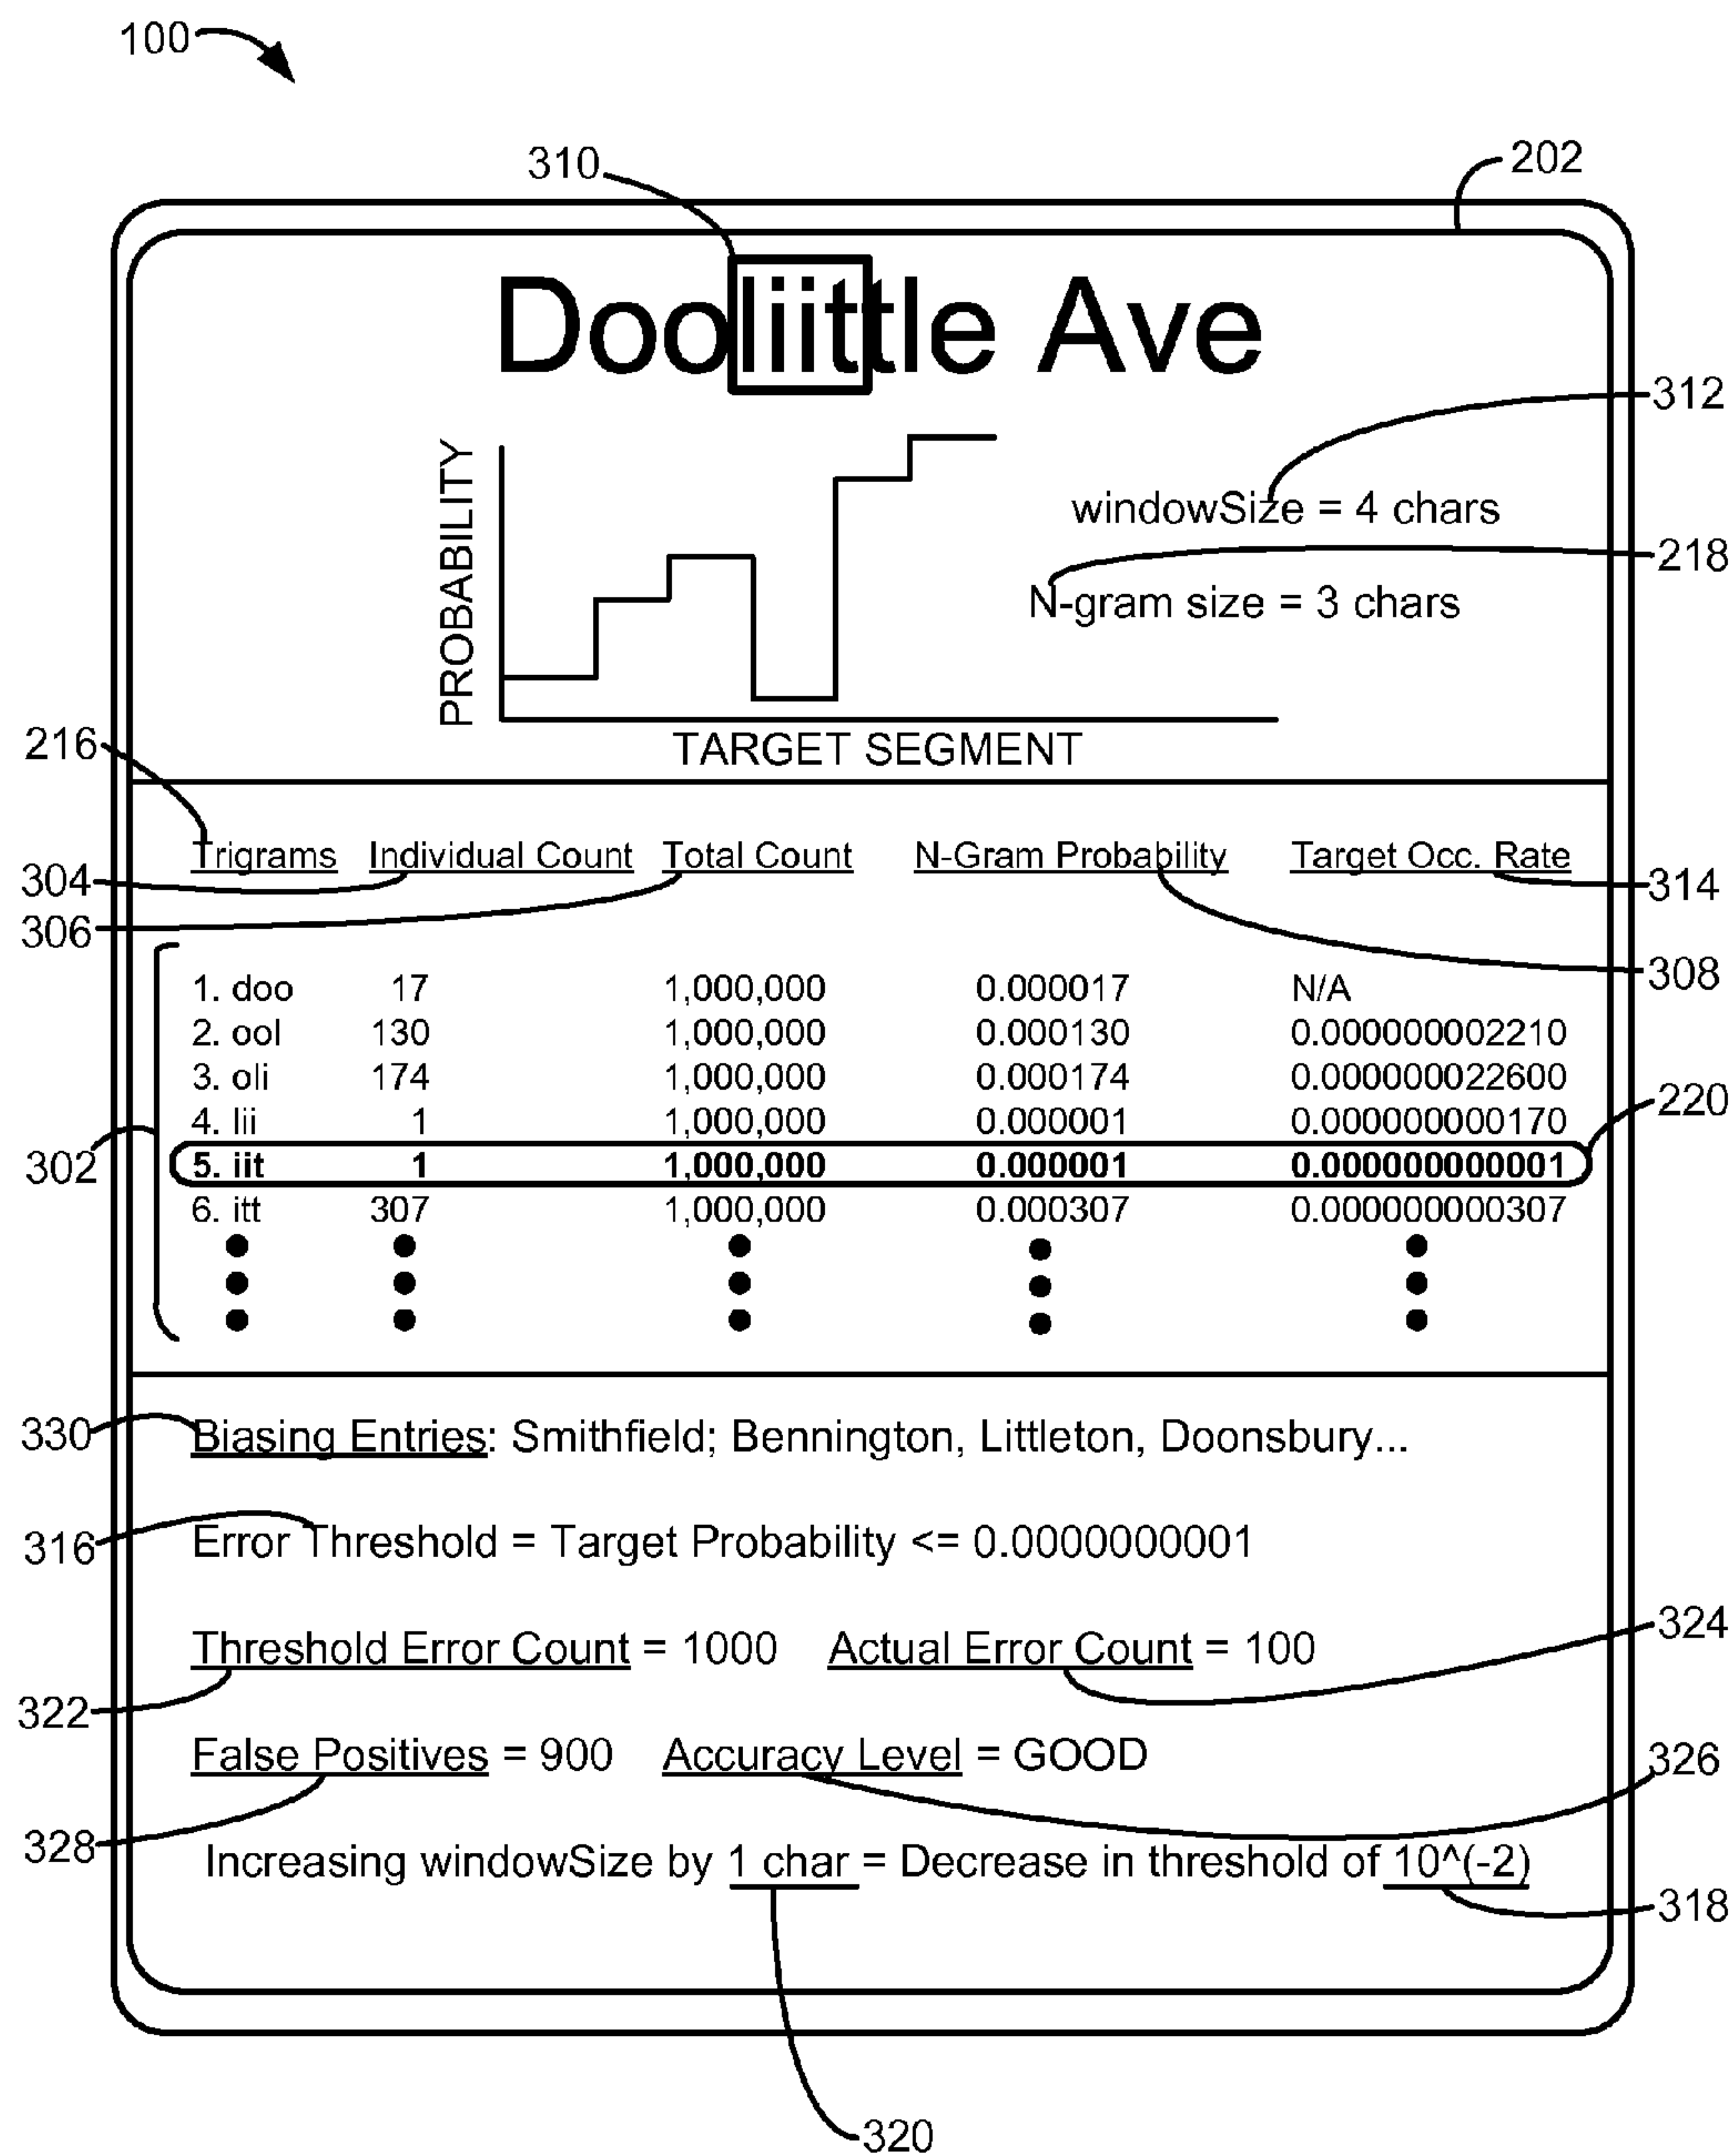 100
310
202
Dooliittle Ave
312
windowSize = 4 chars
218
N-gram size = 3 chars
PROBABILITY
TARGET SEGMENT
216
Trigrams Individual Count Total Count N-Gram Probability Target Occ. Rate
304
314
306
308
1. doo 17 1,000,000 0.000017 N/A
2. ool 130 1,000,000 0.000130 0.000000002210
3. oli 174 1,000,000 0.000174 0.000000022600
220
4. lii 1 1,000,000 0.000001 0.000000000170
302
5. iit 1 1,000,000 0.000001 0.000000000001
6. itt 307 1,000,000 0.000307 0.000000000307
330
Biasing Entries: Smithfield; Bennington, Littleton, Doonsbury...
316
Error Threshold = Target Probability <= 0.0000000001
324
Threshold Error Count = 1000 Actual Error Count = 100
322
False Positives = 900 Accuracy Level = GOOD
326
328
Increasing windowSize by 1 char = Decrease in threshold of 10^(-2)
318
320